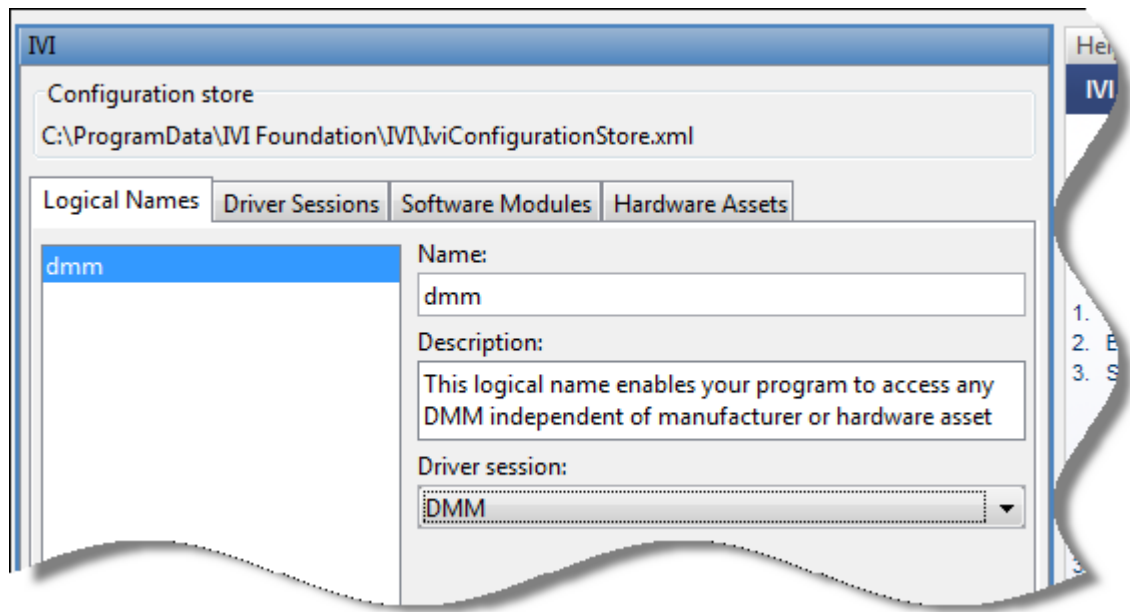 IVI
Configuration store
C:\ProgramData\IVI Foundation\IVI\IviConfigurationStore.xml
Logical Names
Driver Sessions
Software Modules
Hardware Assets
dmm
Name:
dmm
Description:
This logical name enables your program to access any
DMM independent of manufacturer or hardware asset
Driver session:
DMM
IVI
1.
2.
3.